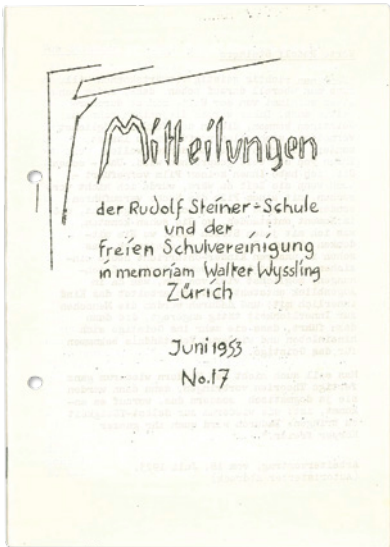 Mitteilungen
der Rudolf Steiner-Schule
und der
freien Schulvereinigung
in memoriam Walter Wyssling
Zürich
Juni 1953
No. 17